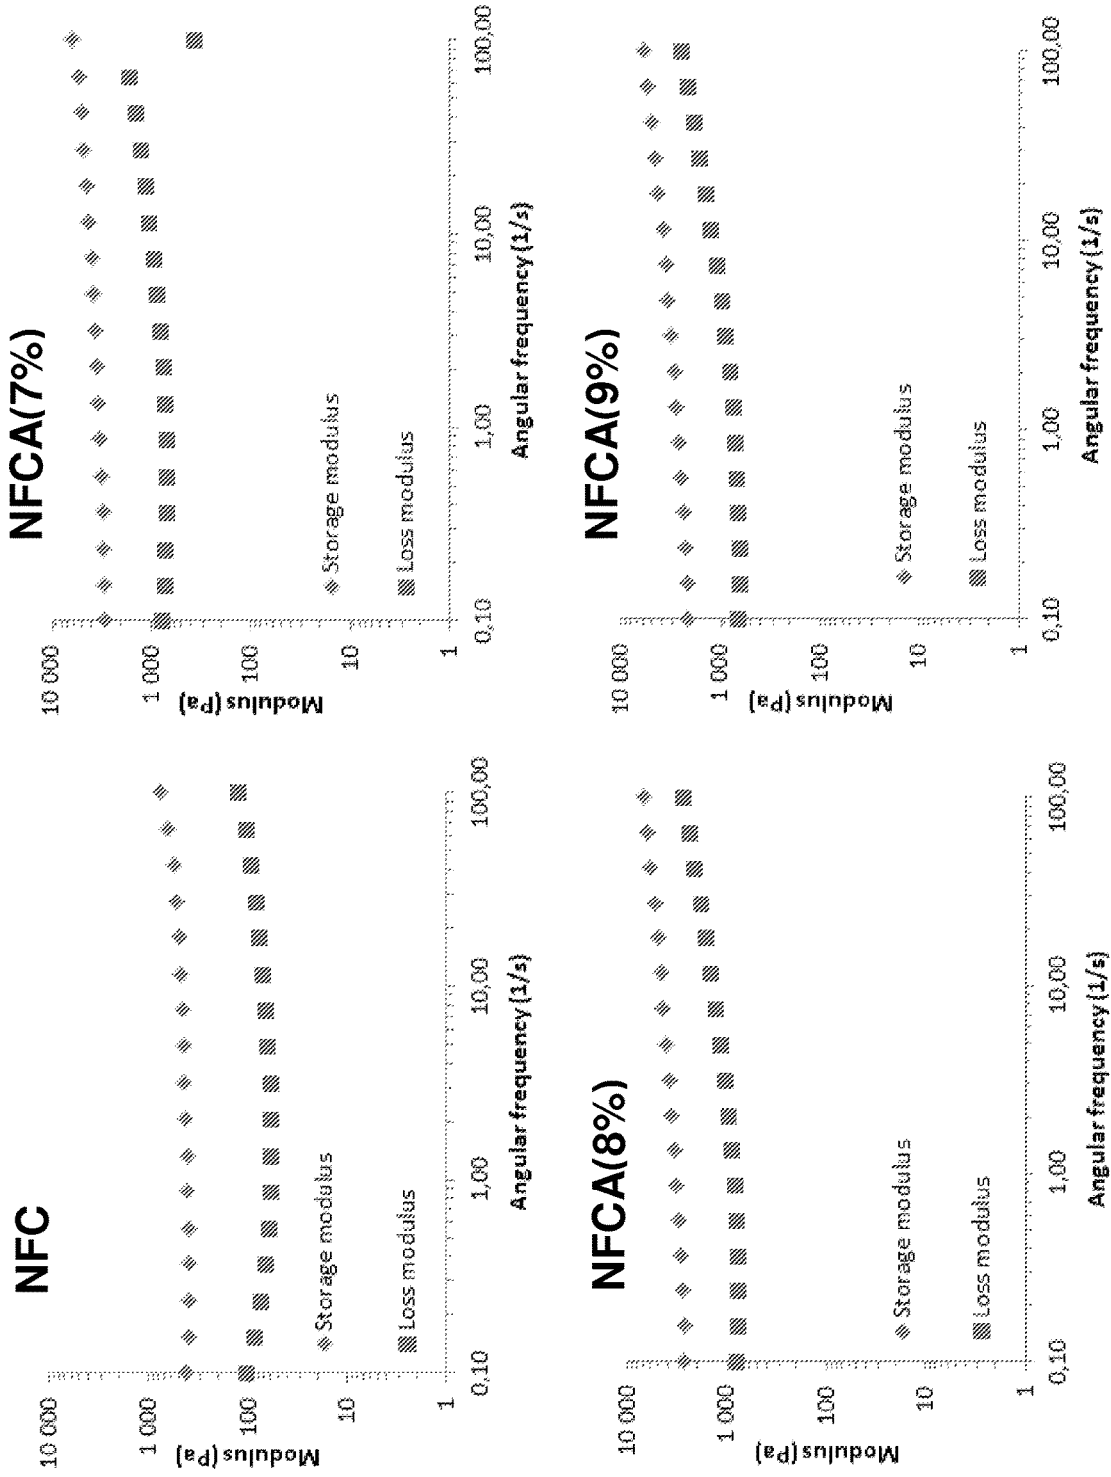 NFC
10 000
1 000
100
10
1
Modulus (Pa)
Storage modulus
Loss modulus
0,10
1,00
10,00
100,00
Angular frequency (1/s)
NFCA(7%)
10 000
1 000
100
10
1
Modulus (Pa)
Storage modulus
Loss modulus
0,10
1,00
10,00
100,00
Angular frequency (1/s)
NFCA(8%)
10 000
1 000
100
10
1
Modulus (Pa)
Storage modulus
Loss modulus
0,10
1,00
10,00
100,00
Angular frequency (1/s)
NFCA(9%)
10 000
1 000
100
10
1
Modulus (Pa)
Storage modulus
Loss modulus
0,10
1,00
10,00
100,00
Angular frequency (1/s)